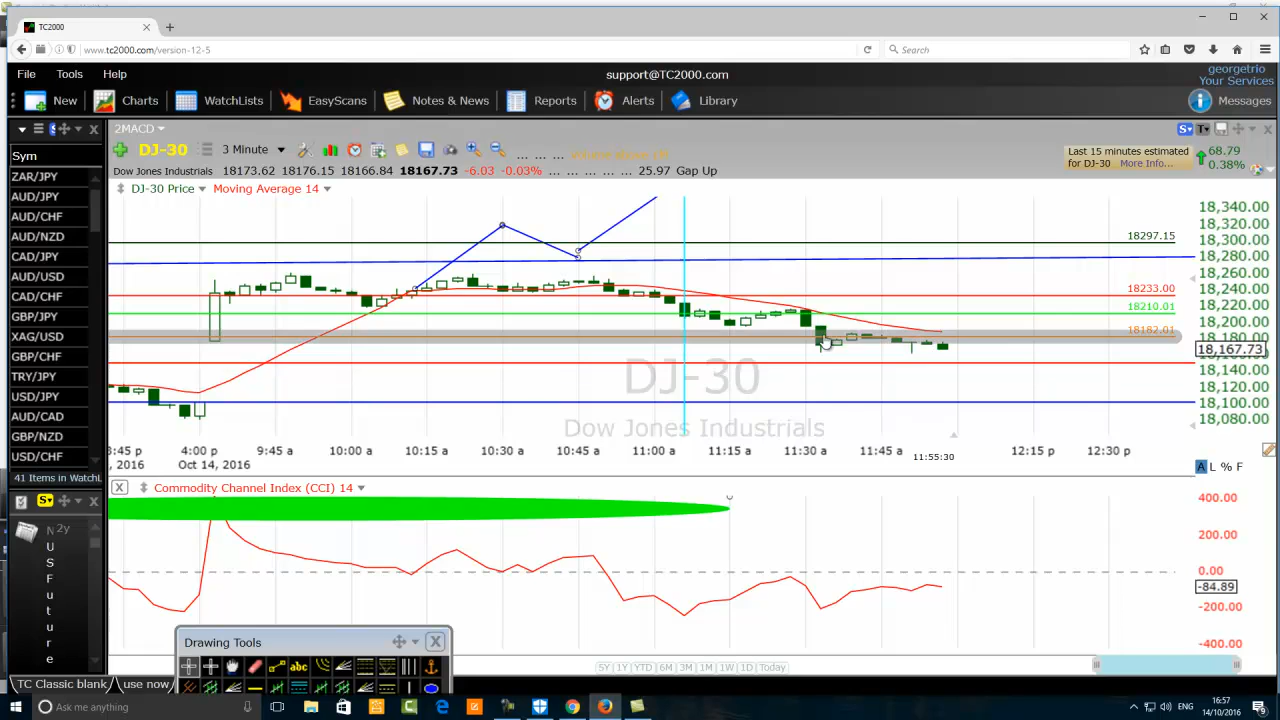 TC2000
www.tc2000.com/version-12-5
Search
File Tools Help
support@TC2000.com
georgetrio
Your Services
New Charts WatchLists EasyScans Notes & News Reports Alerts Library Messages
2MACD
DJ-30 3 Minute
... ... ... Volume above Ma
Last 15 minutes estimated
for DJ-30 More Info...
68.79
0.38%
Dow Jones Industrials 18173.62 18176.15 18166.84 18167.73 -6.03 -0.03% ... ... ... ... ... 25.97 Gap Up
DJ-30 Price Moving Average 14
Sym
ZAR/JPY
AUD/JPY
AUD/CHF
AUD/NZD
CAD/JPY
AUD/USD
CAD/CHF
GBP/JPY
XAG/USD
GBP/CHF
TRY/JPY
USD/JPY
AUD/CAD
GBP/NZD
USD/CHF
41 Items in WatchL
18297.15
18233.00
18210.01
18182.01
18,340.00
18,320.00
18,300.00
18,280.00
18,260.00
18,240.00
18,220.00
18,200.00
18,180.00
18,167.73
18,140.00
18,120.00
18,100.00
18,080.00
DJ-30
Dow Jones Industrials
3:45 p 4:00 p 9:45 a 10:00 a 10:15 a 10:30 a 10:45 a 11:00 a 11:15 a 11:30 a 11:45 a 11:55:30 12:15 p 12:30 p
, 2016 Oct 14, 2016
A L % F
Commodity Channel Index (CCI) 14
400.00
200.00
0.00
-84.89
-200.00
-400.00
S
N 2y
U
S
F
u
t
u
r
e
Drawing Tools
abc
5Y 1Y YTD 6M 3M 1M 1W 1D Today
TC Classic blank use now
Ask me anything
ENG
16:57
14/10/2016